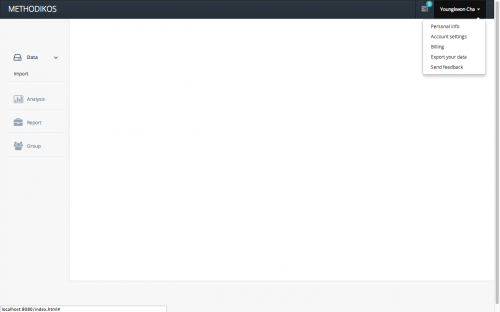 METHODIKOS
Youngkwon Cha
Personal info
Account settings
Billing
Export your data
Send feedback
Data
Import
Analysis
Report
Group
localhost:8080/index.html#